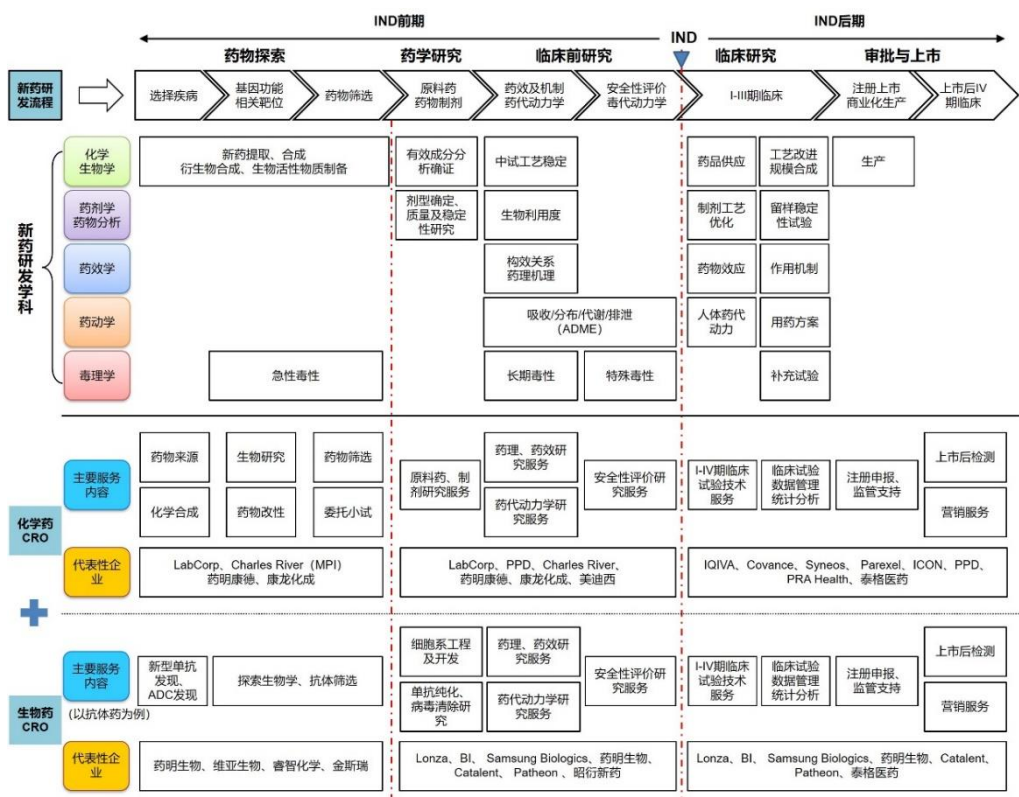 IND前期
IND
IND后期
药物探索
药学研究
临床前研究
临床研究
审批与上市
新药研发
流程
选择疾病
基因功能
相关靶位
药物筛选
原料药
药物制剂
药效及机制
药代动力学
安全性评价
毒代动力学
I-III期临床
注册上市
商业化生产
上市后IV
期临床
新药研发学科
化学
生物学
新药提取、合成
衍生物合成、生物活性物质制备
有效成分分
析确证
中试工艺稳定
药品供应
工艺改进
规模合成
生产
药剂学
药物分析
剂型确定、
质量及稳定
性研究
生物利用度
制剂工艺
优化
留样稳定
性试验
药效学
构效关系
药理机理
药物效应
作用机制
药动学
吸收/分布/代谢/排泄
（ADME）
人体药代
动力
用药方案
毒理学
急性毒性
长期毒性
特殊毒性
补充试验
化学药
CRO
主要服务
内容
药物来源
生物研究
药物筛选
化学合成
药物改性
委托小试
原料药、制
剂研究服务
药理、药效研
究服务
药代动力学研
究服务
安全性评价研
究服务
I-IV期临床
试验技术
服务
临床试验
数据管理
统计分析
注册申报、
监管支持
上市后检测
营销服务
代表性企
业
LabCorp、Charles River（MPI）
药明康德、康龙化成
LabCorp、PPD、Charles River、
药明康德、康龙化成、美迪西
IQIVA、Covance、Syneos、 Parexel、ICON、PPD、
PRA Health、泰格医药
生物药
CRO
主要服务
内容
(以抗体药为例)
新型单抗
发现、
ADC发现
探索生物学、抗体筛选
细胞系工程
及开发
单抗纯化、
病毒清除研
究
药理、药效研
究服务
药代动力学研
究服务
安全性评价研
究服务
I-IV期临床
试验技术
服务
临床试验
数据管理
统计分析
注册申报、
监管支持
上市后检测
营销服务
代表性企
业
药明生物、维亚生物、睿智化学、金斯瑞
Lonza、BI、 Samsung Biologics、药明生物、
Catalent、 Patheon 、昭衍新药
Lonza、BI、 Samsung Biologics、药明生物、Catalent、
Patheon、泰格医药